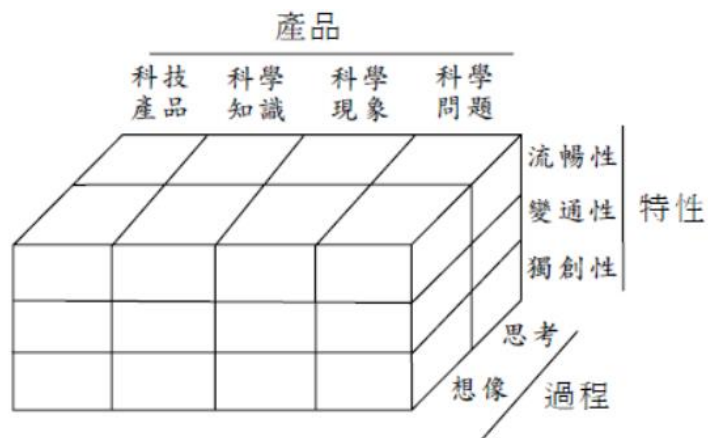 產品
科技 科學 科學 科學
產品 知識 現象 問題
流暢性
變通性
獨創性
特性
思考
想像
過程